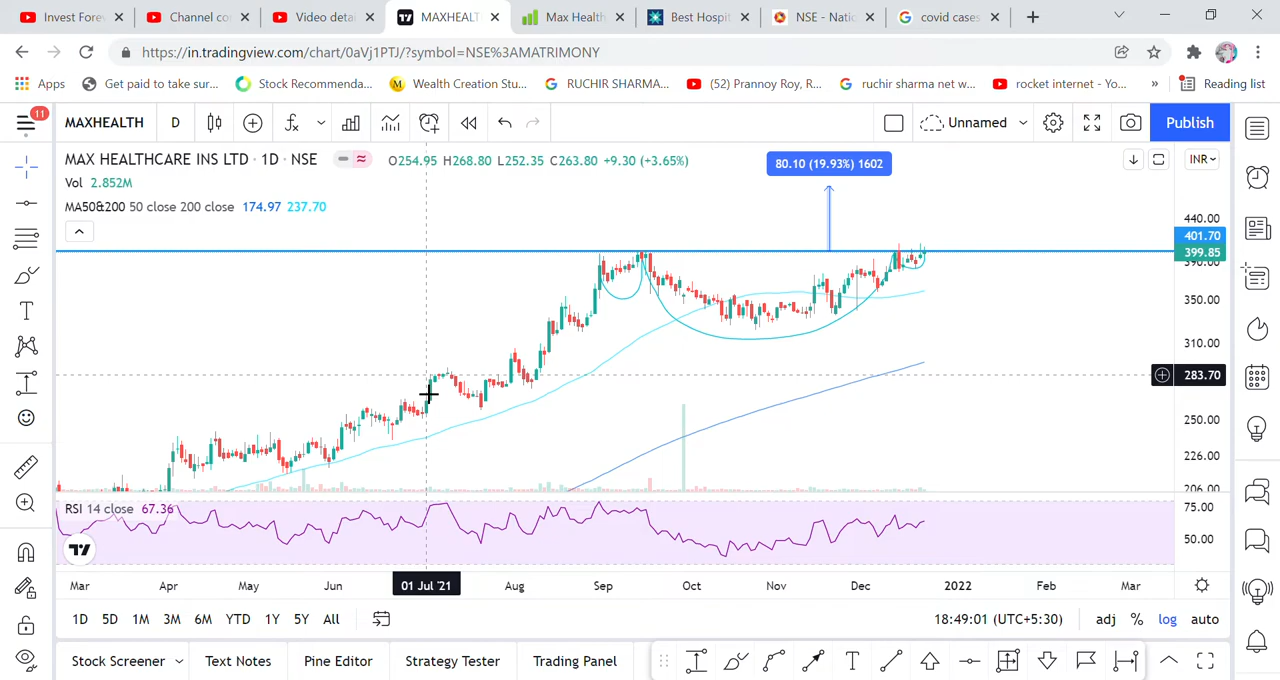 Invest Fore
Channel co
Video detai
MAXHEALT
Max Health
Best Hospit
NSE - Natio
covid cases
https://in.tradingview.com/chart/0aVj1PTJ/?symbol=NSE%3AMATRIMONY
Apps
Get paid to take sur...
Stock Recommenda...
Wealth Creation Stu...
RUCHIR SHARMA...
(52) Prannoy Roy, R...
ruchir sharma net w...
rocket internet - Yo...
»
Reading list
11
MAXHEALTH
D
Unnamed
Publish
MAX HEALTHCARE INS LTD · 1D · NSE
O254.95 H268.80 L252.35 C263.80 +9.30 (+3.65%)
80.10 (19.93%) 1602
INR
Vol 2.852M
MA50&200 50 close 200 close 174.97 237.70
440.00
401.70
399.85
390.00
350.00
310.00
283.70
250.00
226.00
206.00
RSI 14 close 67.36
75.00
50.00
Mar
Apr
May
Jun
01 Jul '21
Aug
Sep
Oct
Nov
Dec
2022
Feb
Mar
1D 5D 1M 3M 6M YTD 1Y 5Y All
18:49:01 (UTC+5:30)
adj % log auto
Stock Screener
Text Notes
Pine Editor
Strategy Tester
Trading Panel